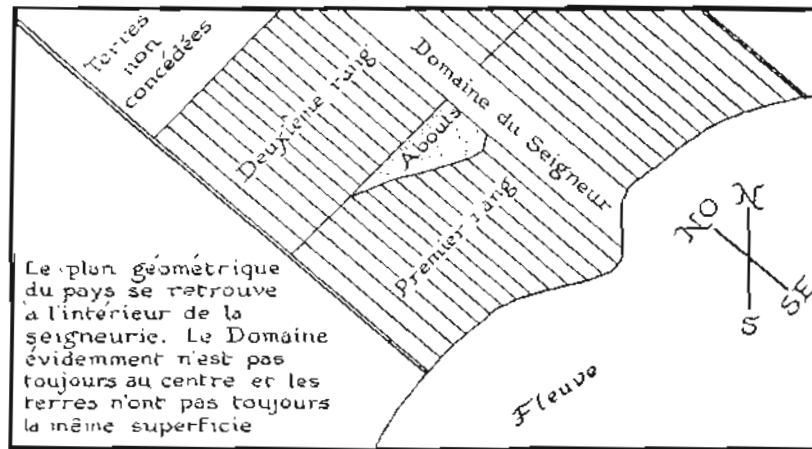 Terres
non
concédées
Deuxième rang
Abouts
Domaine du Seigneur
Premier rang
N
NO
SE
S
Fleuve
Le plan géométrique
du pays se retrouve
à l'intérieur de la
seigneurie. Le Domaine
évidemment n'est pas
toujours au centre et les
terres n'ont pas toujours
la même superficie